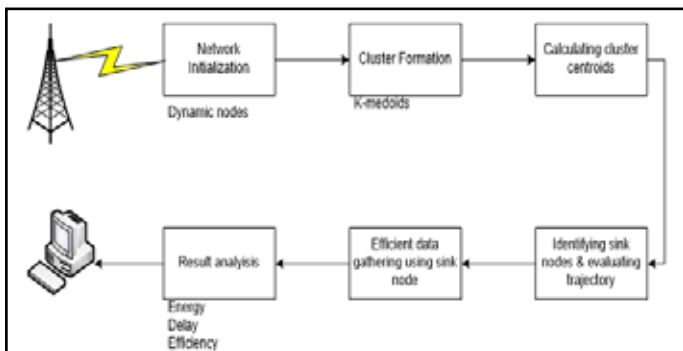 Network
Initialization
Dynamic nodes
Cluster Formation
K-medoids
Calculating cluster
centroids
Identifying sink
nodes & evaluating
trajectory
Efficient data
gathering using sink
node
Result analyisis
Energy
Delay
Efficiency